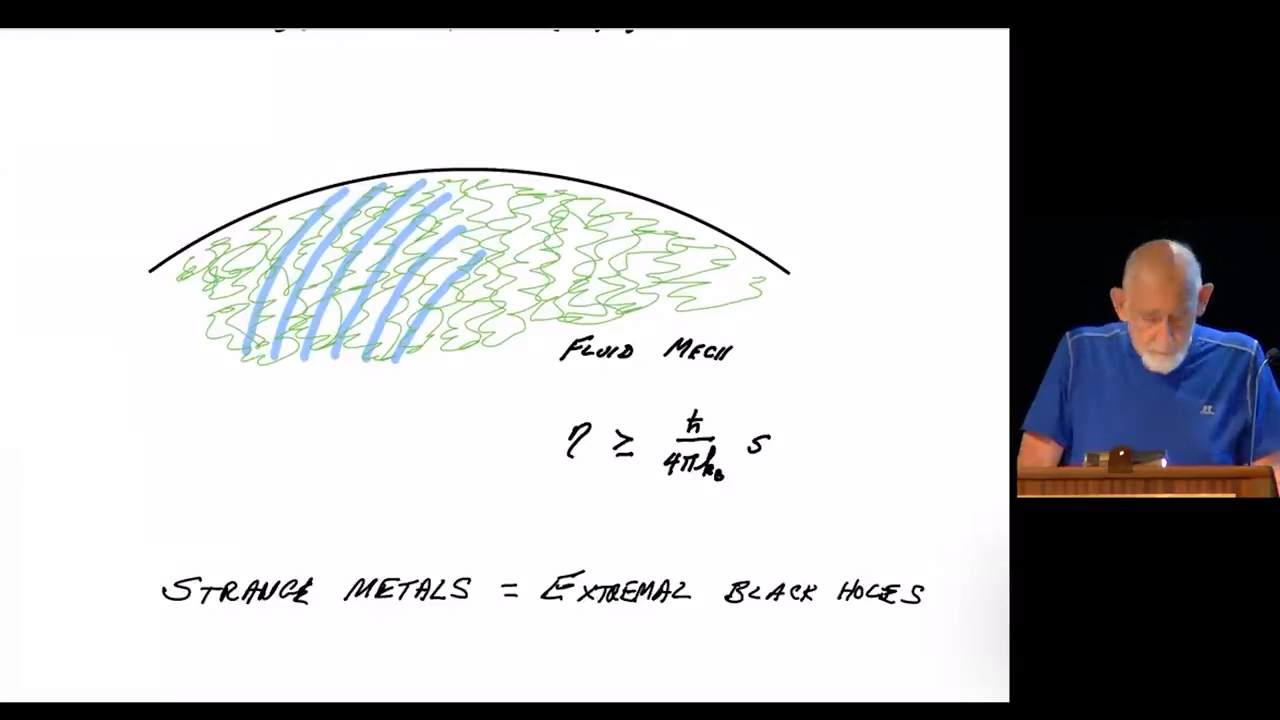 FLUID MECH
η ≥ ħ / 4πk_B s
STRANGE METALS = EXTREMAL BLACK HOLES